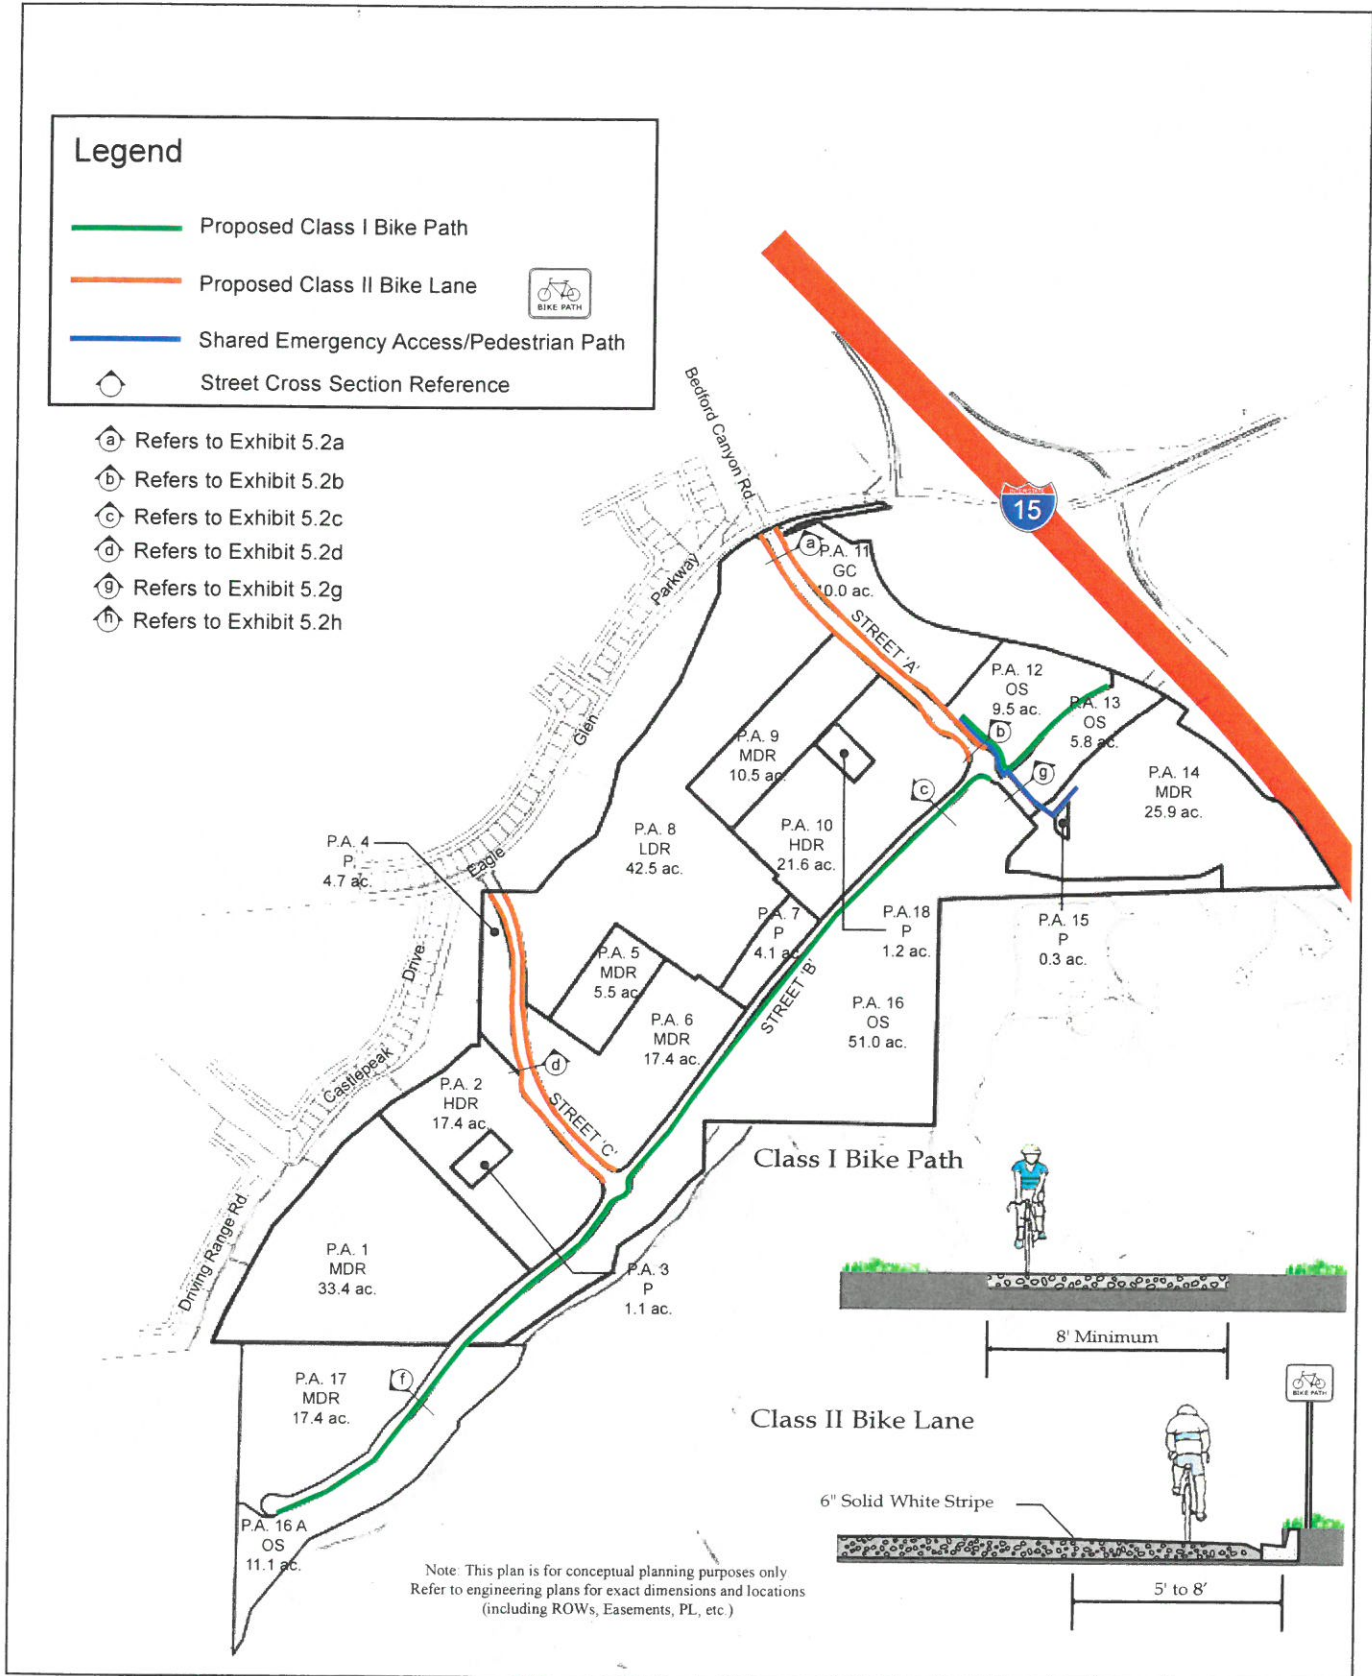 Legend
Proposed Class I Bike Path
Proposed Class II Bike Lane
BIKE PATH
Shared Emergency Access/Pedestrian Path
Street Cross Section Reference
a Refers to Exhibit 5.2a
b Refers to Exhibit 5.2b
c Refers to Exhibit 5.2c
d Refers to Exhibit 5.2d
g Refers to Exhibit 5.2g
h Refers to Exhibit 5.2h
Bedford Canyon Rd.
15
Parkway
Glen
Eagle
Drive
Castlepeak
Driving Range Rd.
a
P.A. 11
GC
10.0 ac.
STREET 'A'
P.A. 12
OS
9.5 ac.
P.A. 13
OS
5.8 ac.
b
g
c
P.A. 14
MDR
25.9 ac.
P.A. 9
MDR
10.5 ac.
P.A. 8
LDR
42.5 ac.
P.A. 10
HDR
21.6 ac.
P.A. 4
P
4.7 ac.
P.A. 7
P
4.1 ac.
P.A.18
P
1.2 ac.
P.A. 15
P
0.3 ac.
P.A. 5
MDR
5.5 ac.
STREET 'B'
P.A. 16
OS
51.0 ac.
P.A. 6
MDR
17.4 ac.
d
P.A. 2
HDR
17.4 ac.
STREET 'C'
P.A. 1
MDR
33.4 ac.
P.A. 3
P
1.1 ac.
P.A. 17
MDR
17.4 ac.
f
P.A. 16 A
OS
11.1 ac.
Class I Bike Path
8' Minimum
Class II Bike Lane
BIKE PATH
6" Solid White Stripe
5' to 8'
Note: This plan is for conceptual planning purposes only
Refer to engineering plans for exact dimensions and locations
(including ROWs, Easements, PL, etc.)